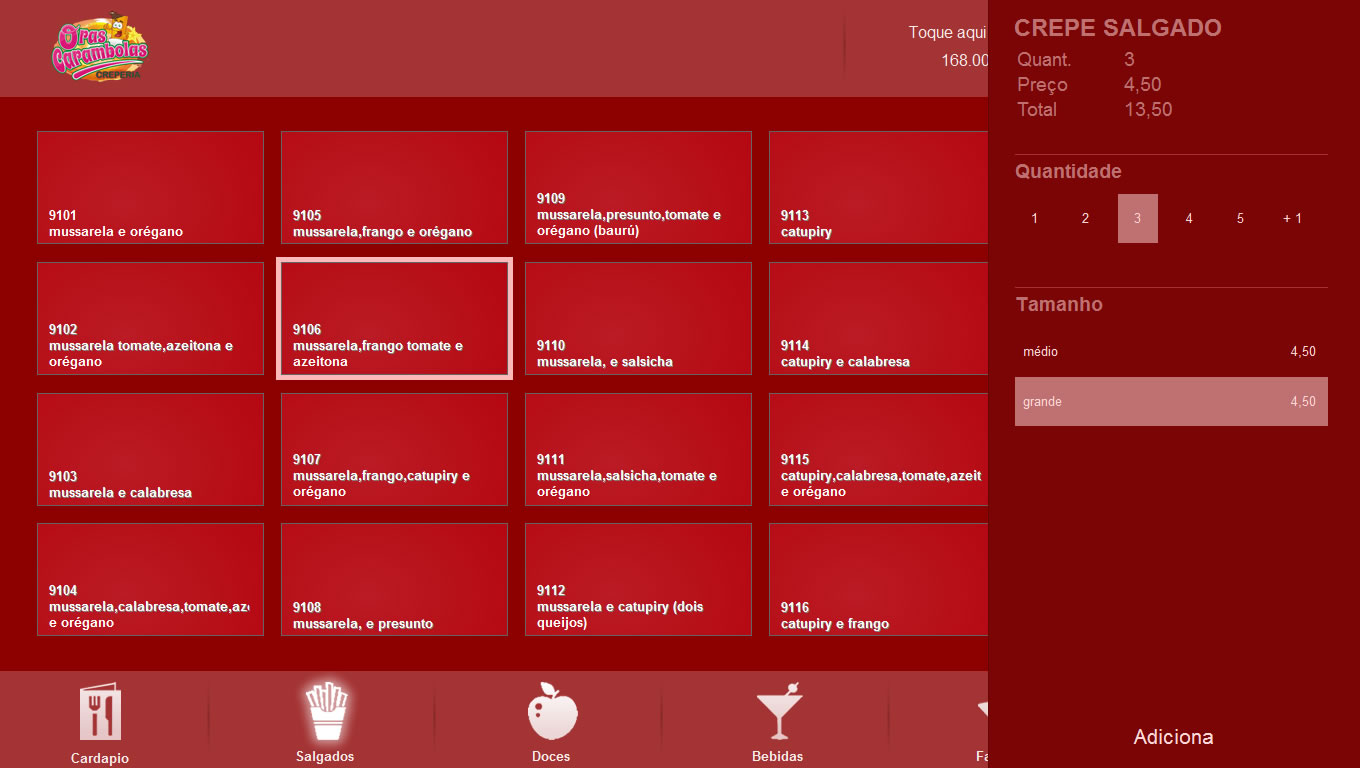 O'ras
Carambolas
CREPERIA
Toque aqui
168.00
9101
mussarela e orégano
9105
mussarela,frango e orégano
9109
mussarela,presunto,tomate e
orégano (baurú)
9113
catupiry
9102
mussarela tomate,azeitona e
orégano
9106
mussarela,frango tomate e
azeitona
9110
mussarela, e salsicha
9114
catupiry e calabresa
9103
mussarela e calabresa
9107
mussarela,frango,catupiry e
orégano
9111
mussarela,salsicha,tomate e
orégano
9115
catupiry,calabresa,tomate,azeit
e orégano
9104
mussarela,calabresa,tomate,az
e orégano
9108
mussarela, e presunto
9112
mussarela e catupiry (dois
queijos)
9116
catupiry e frango
Cardapio
Salgados
Doces
Bebidas
Fa
CREPE SALGADO
Quant. 3
Preço 4,50
Total 13,50
Quantidade
1 2 3 4 5 + 1
Tamanho
médio 4,50
grande 4,50
Adiciona